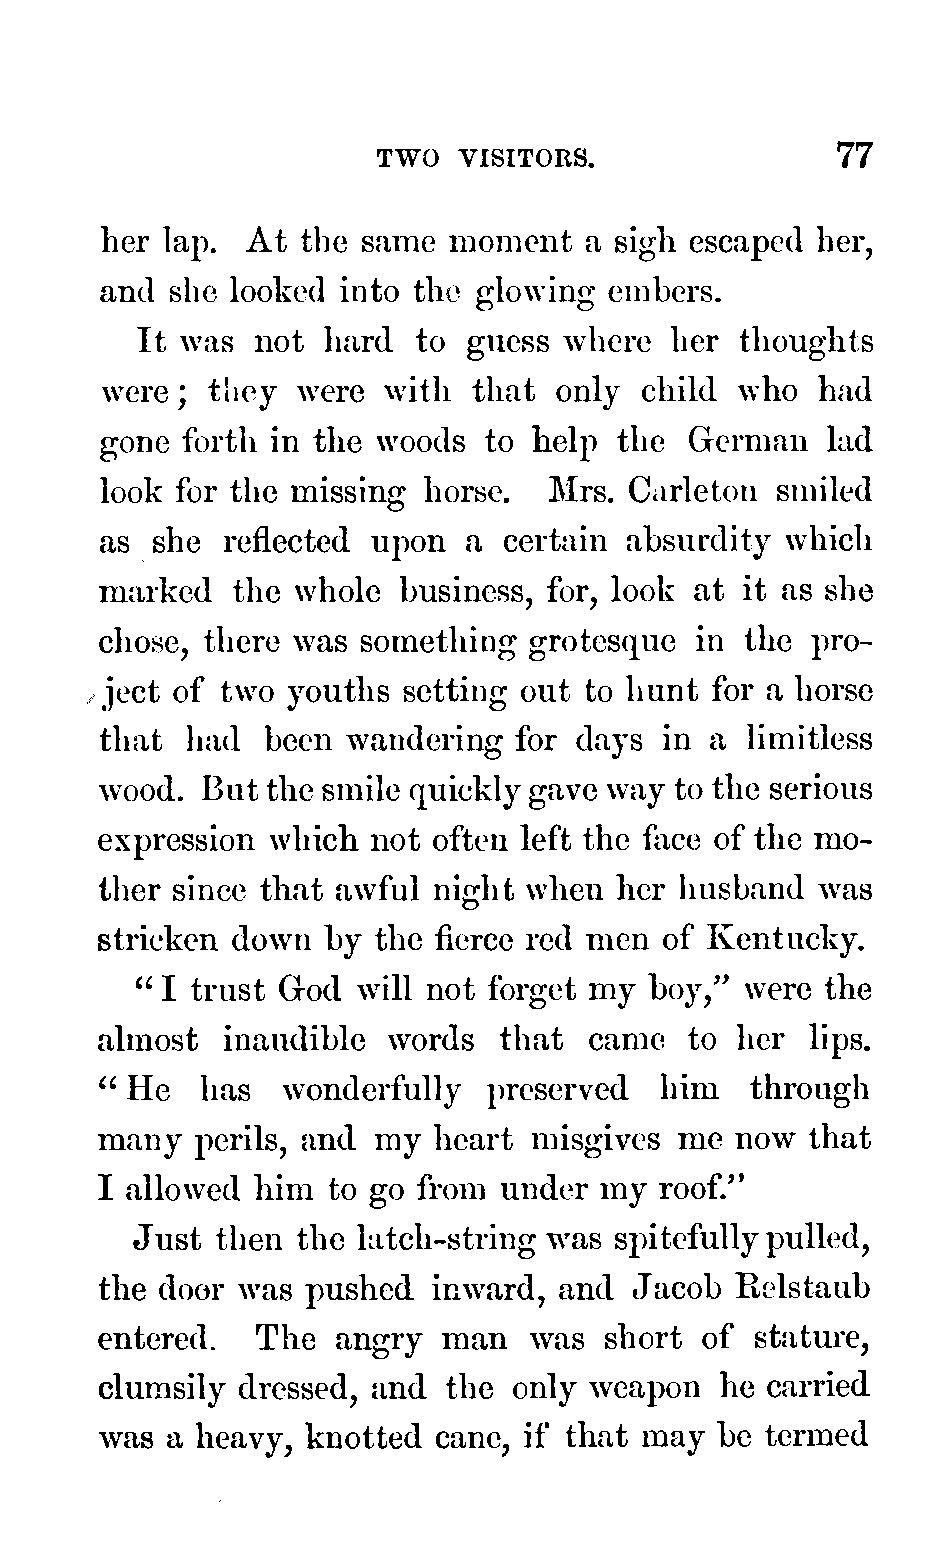 TWO VISITORS. 77
her lap. At the same moment a sigh escaped her,
and she looked into the glowing embers.
It was not hard to guess where her thoughts
were; they were with that only child who had
gone forth in the woods to help the German lad
look for the missing horse. Mrs. Carleton smiled
as she reflected upon a certain absurdity which
marked the whole business, for, look at it as she
chose, there was something grotesque in the pro-
ject of two youths setting out to hunt for a horse
that had been wandering for days in a limitless
wood. But the smile quickly gave way to the serious
expression which not often left the face of the mo-
ther since that awful night when her husband was
stricken down by the fierce red men of Kentucky.
"I trust God will not forget my boy," were the
almost inaudible words that came to her lips.
"He has wonderfully preserved him through
many perils, and my heart misgives me now that
I allowed him to go from under my roof."
Just then the latch-string was spitefully pulled,
the door was pushed inward, and Jacob Relstaub
entered. The angry man was short of stature,
clumsily dressed, and the only weapon he carried
was a heavy, knotted cane, if that may be termed